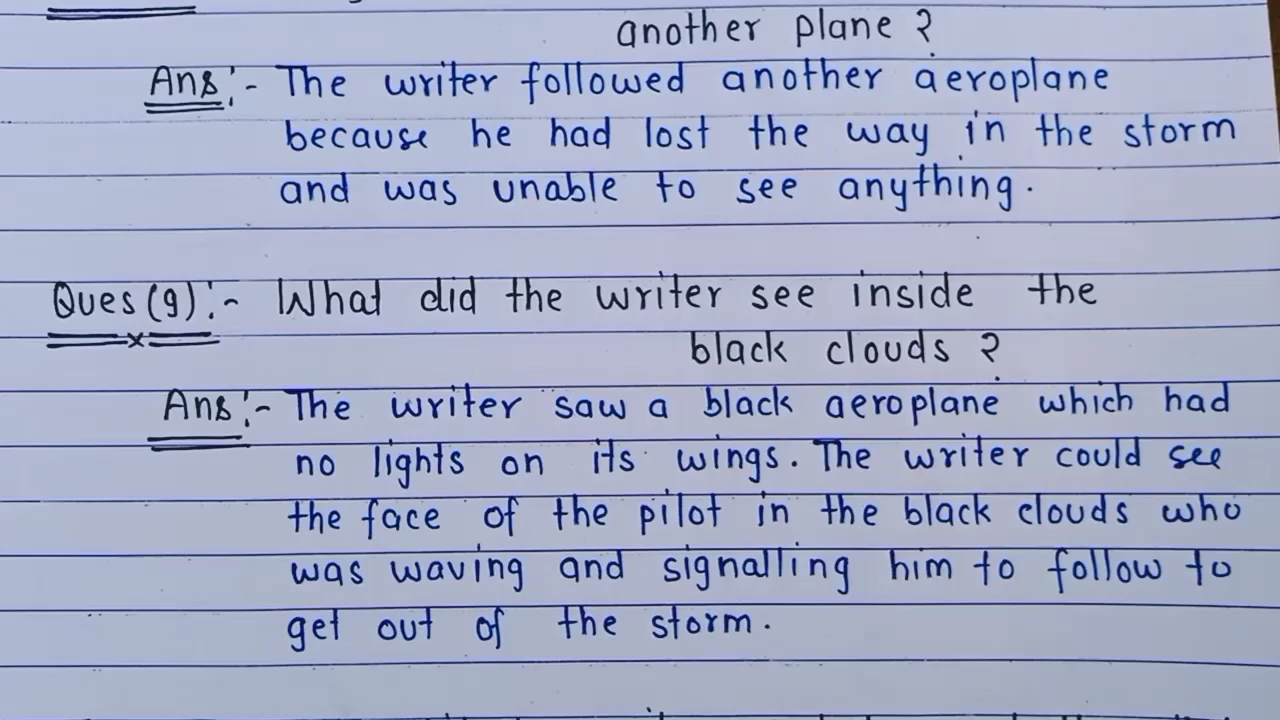 another plane ?
Ans:- The writer followed another aeroplane
because he had lost the way in the storm
and was unable to see anything.
Ques(9):- What did the writer see inside the
black clouds ?
Ans:- The writer saw a black aeroplane which had
no lights on its wings. The writer could see
the face of the pilot in the black clouds who
was waving and signalling him to follow to
get out of the storm.